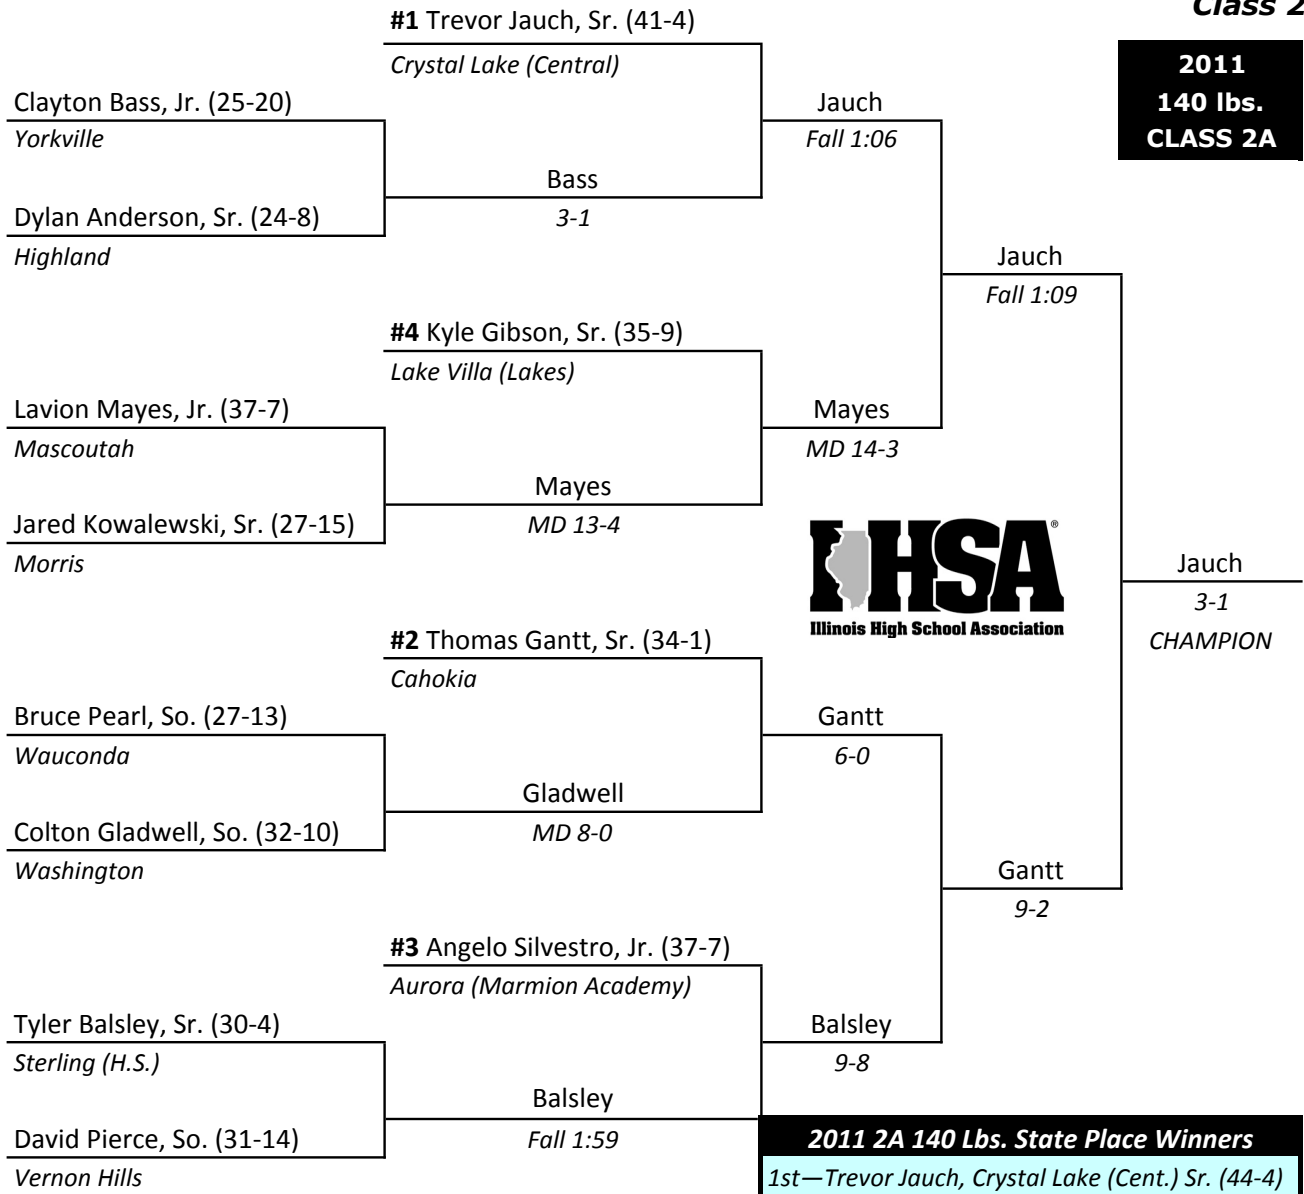 Class 2
#1 Trevor Jauch, Sr. (41-4)
Crystal Lake (Central)
2011
140 lbs.
CLASS 2A
Clayton Bass, Jr. (25-20)
Yorkville
Jauch
Fall 1:06
Bass
3-1
Dylan Anderson, Sr. (24-8)
Highland
Jauch
Fall 1:09
#4 Kyle Gibson, Sr. (35-9)
Lake Villa (Lakes)
Lavion Mayes, Jr. (37-7)
Mascoutah
Mayes
MD 14-3
Mayes
MD 13-4
Jared Kowalewski, Sr. (27-15)
Morris
IHSA®
Illinois High School Association
Jauch
3-1
CHAMPION
#2 Thomas Gantt, Sr. (34-1)
Cahokia
Bruce Pearl, So. (27-13)
Wauconda
Gantt
6-0
Gladwell
MD 8-0
Colton Gladwell, So. (32-10)
Washington
Gantt
9-2
#3 Angelo Silvestro, Jr. (37-7)
Aurora (Marmion Academy)
Tyler Balsley, Sr. (30-4)
Sterling (H.S.)
Balsley
9-8
Balsley
Fall 1:59
David Pierce, So. (31-14)
Vernon Hills
2011 2A 140 Lbs. State Place Winners
1st—Trevor Jauch, Crystal Lake (Cent.) Sr. (44-4)